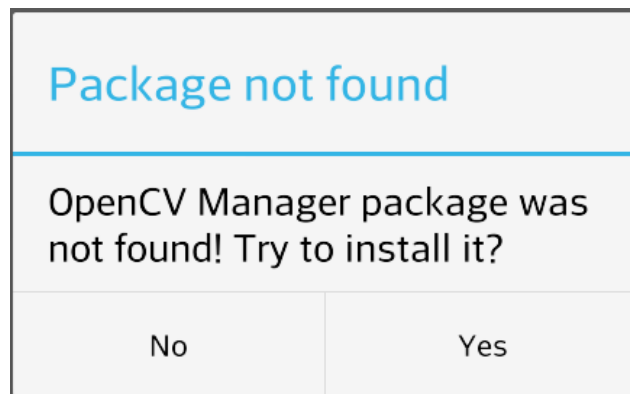 Package not found
OpenCV Manager package was
not found! Try to install it?
No
Yes